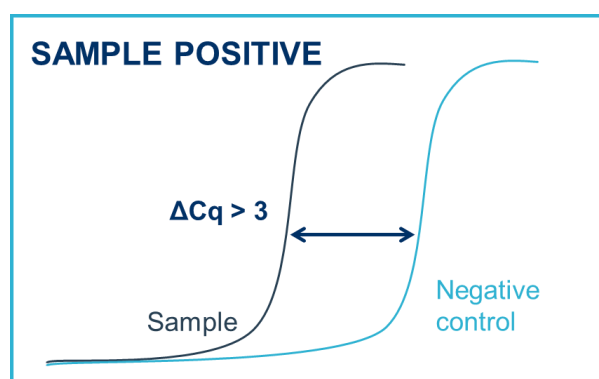 SAMPLE POSITIVE
ΔCq > 3
Sample
Negative
control